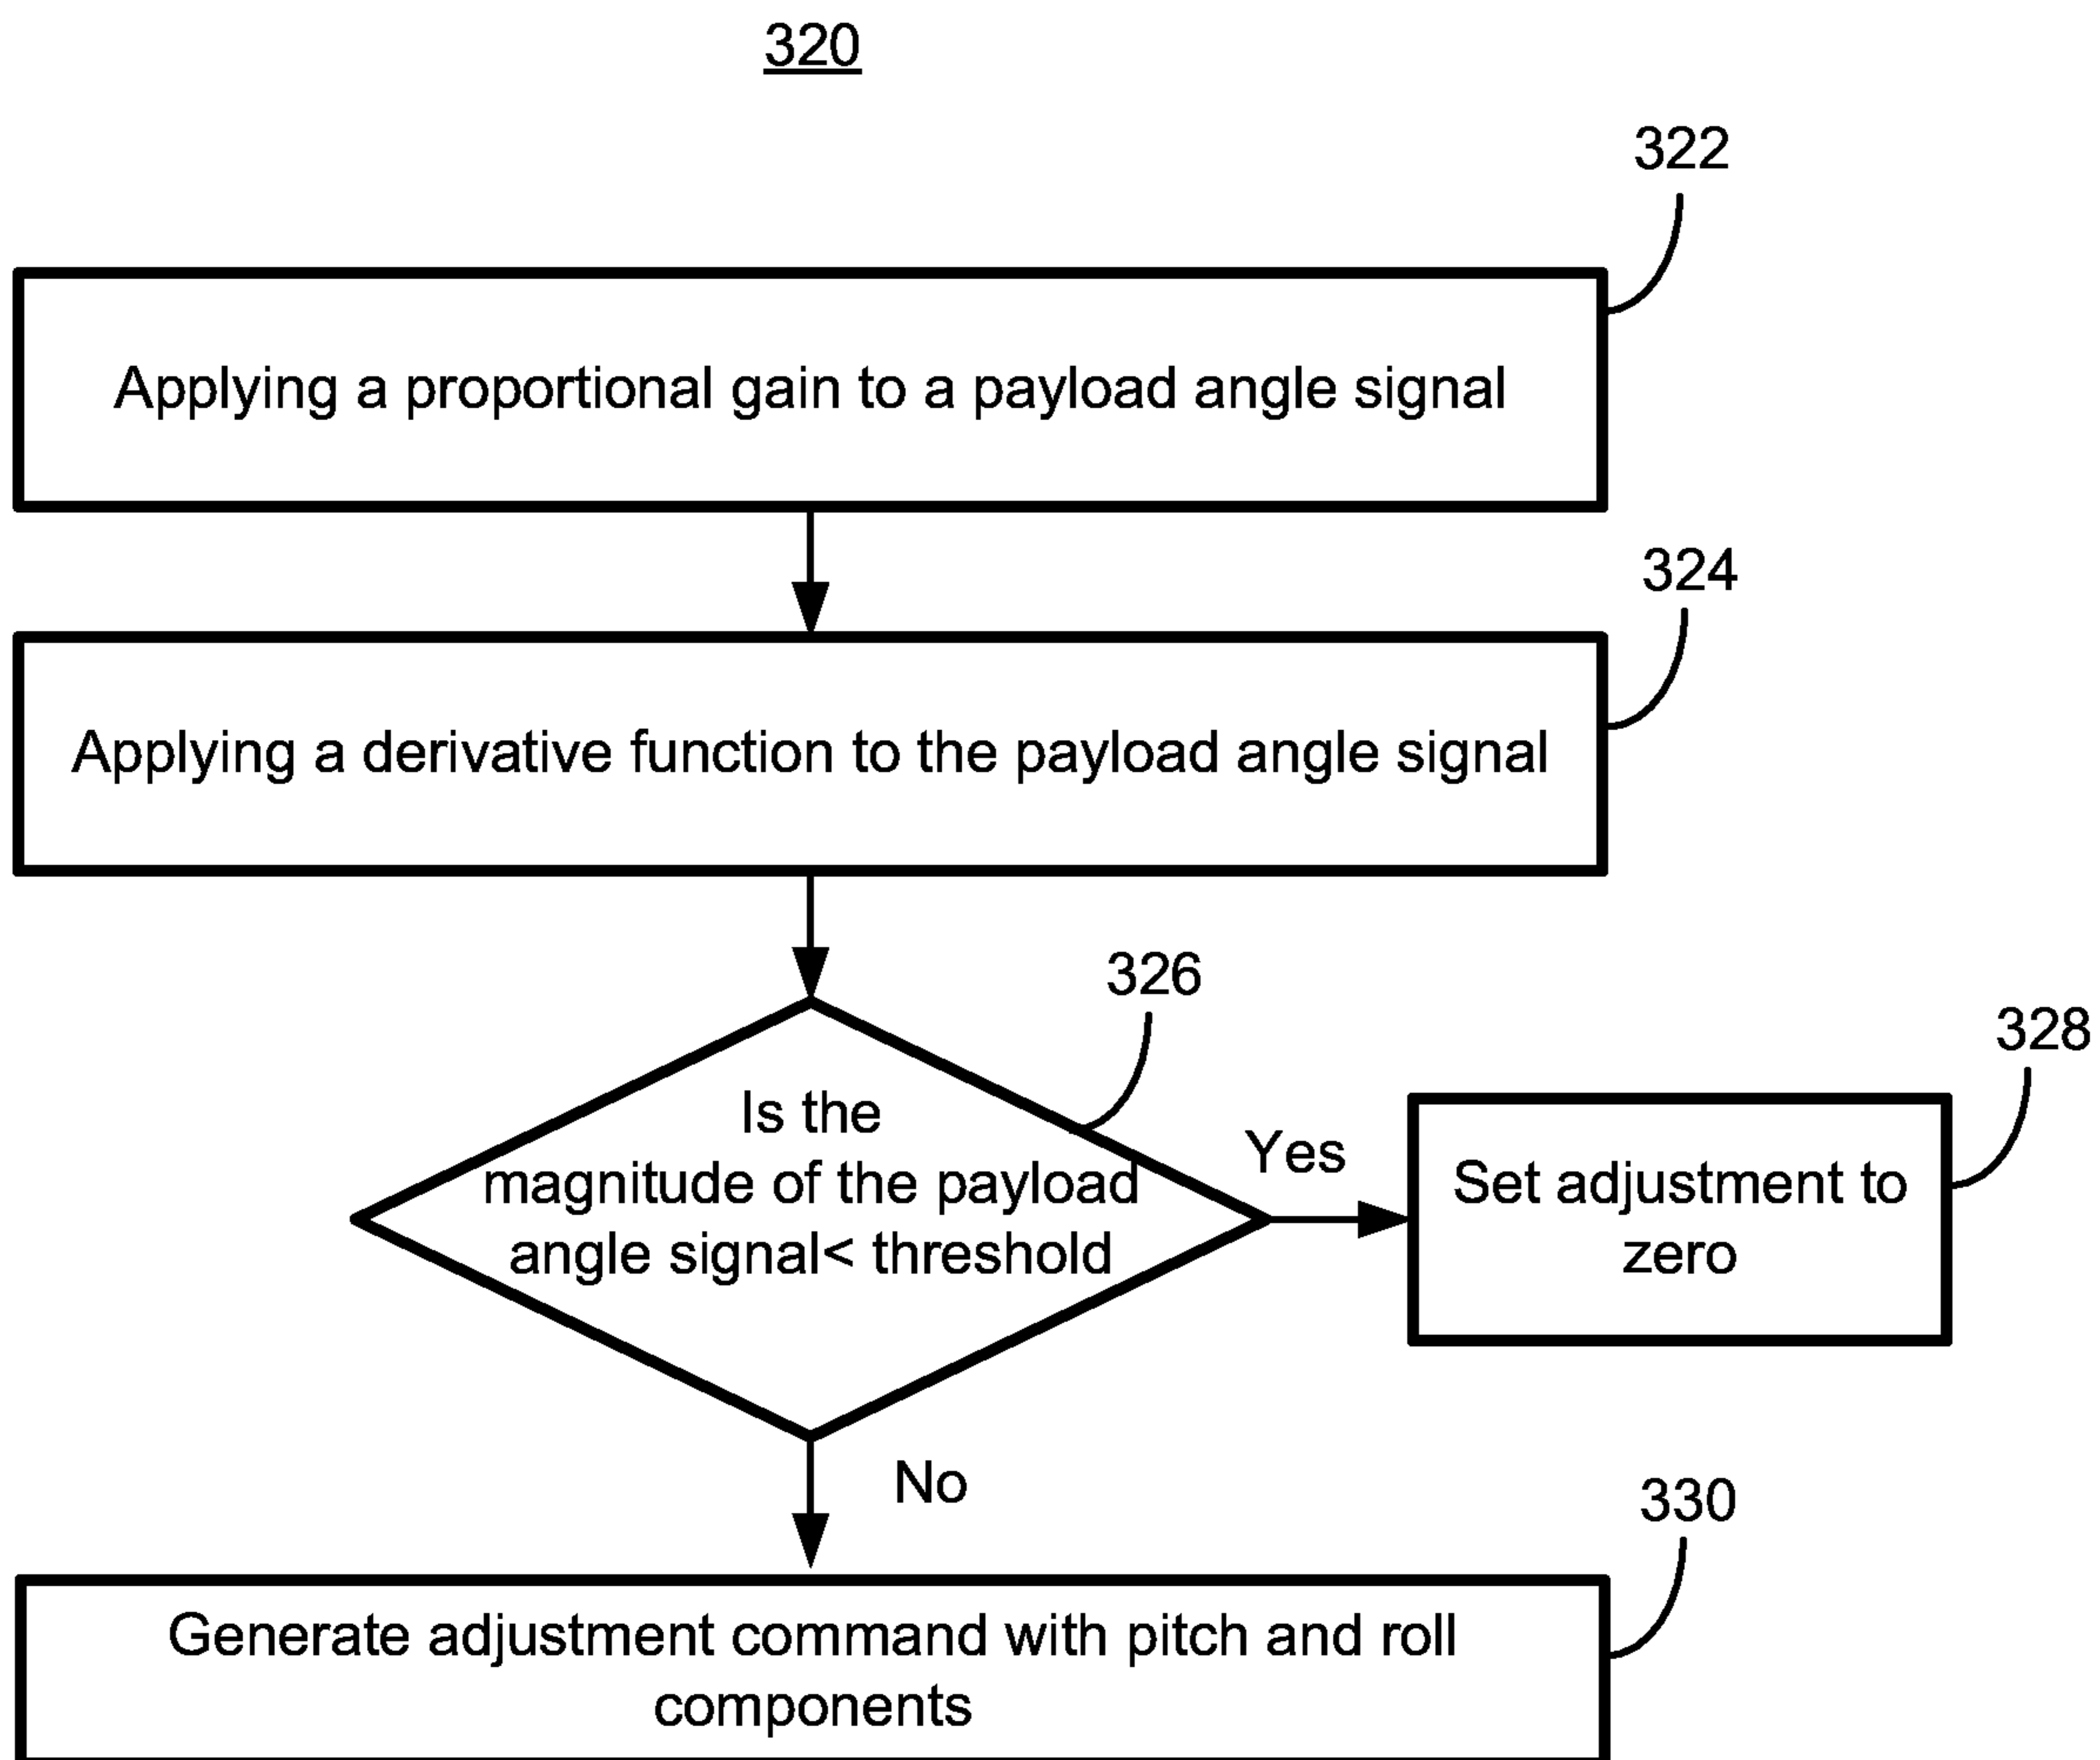 320
322
Applying a proportional gain to a payload angle signal
324
Applying a derivative function to the payload angle signal
326
Is the
magnitude of the payload
angle signal< threshold
Yes
328
Set adjustment to
zero
No
330
Generate adjustment command with pitch and roll
components